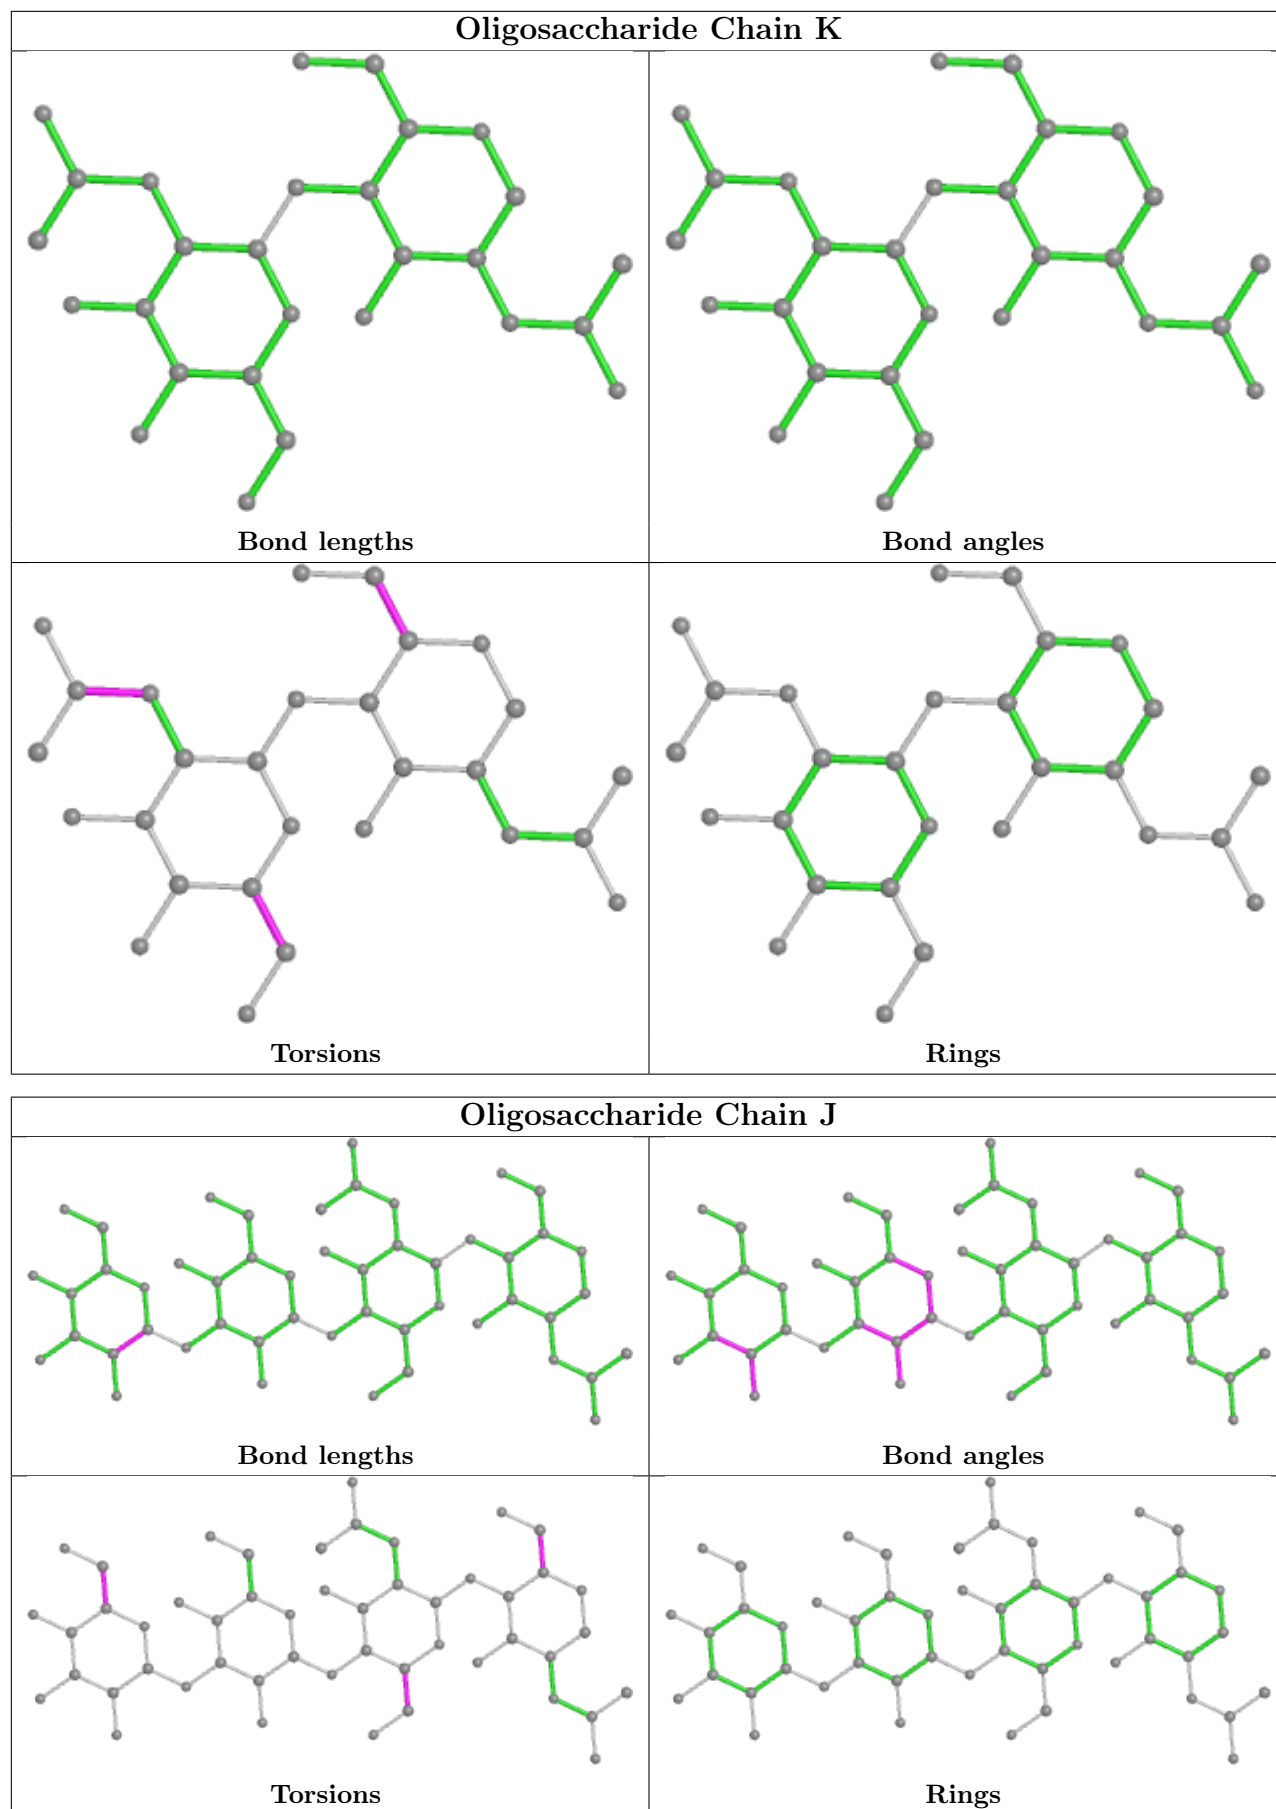 Oligosaccharide Chain K
Bond lengths
Bond angles
Torsions
Rings
Oligosaccharide Chain J
Bond lengths
Bond angles
Torsions
Rings